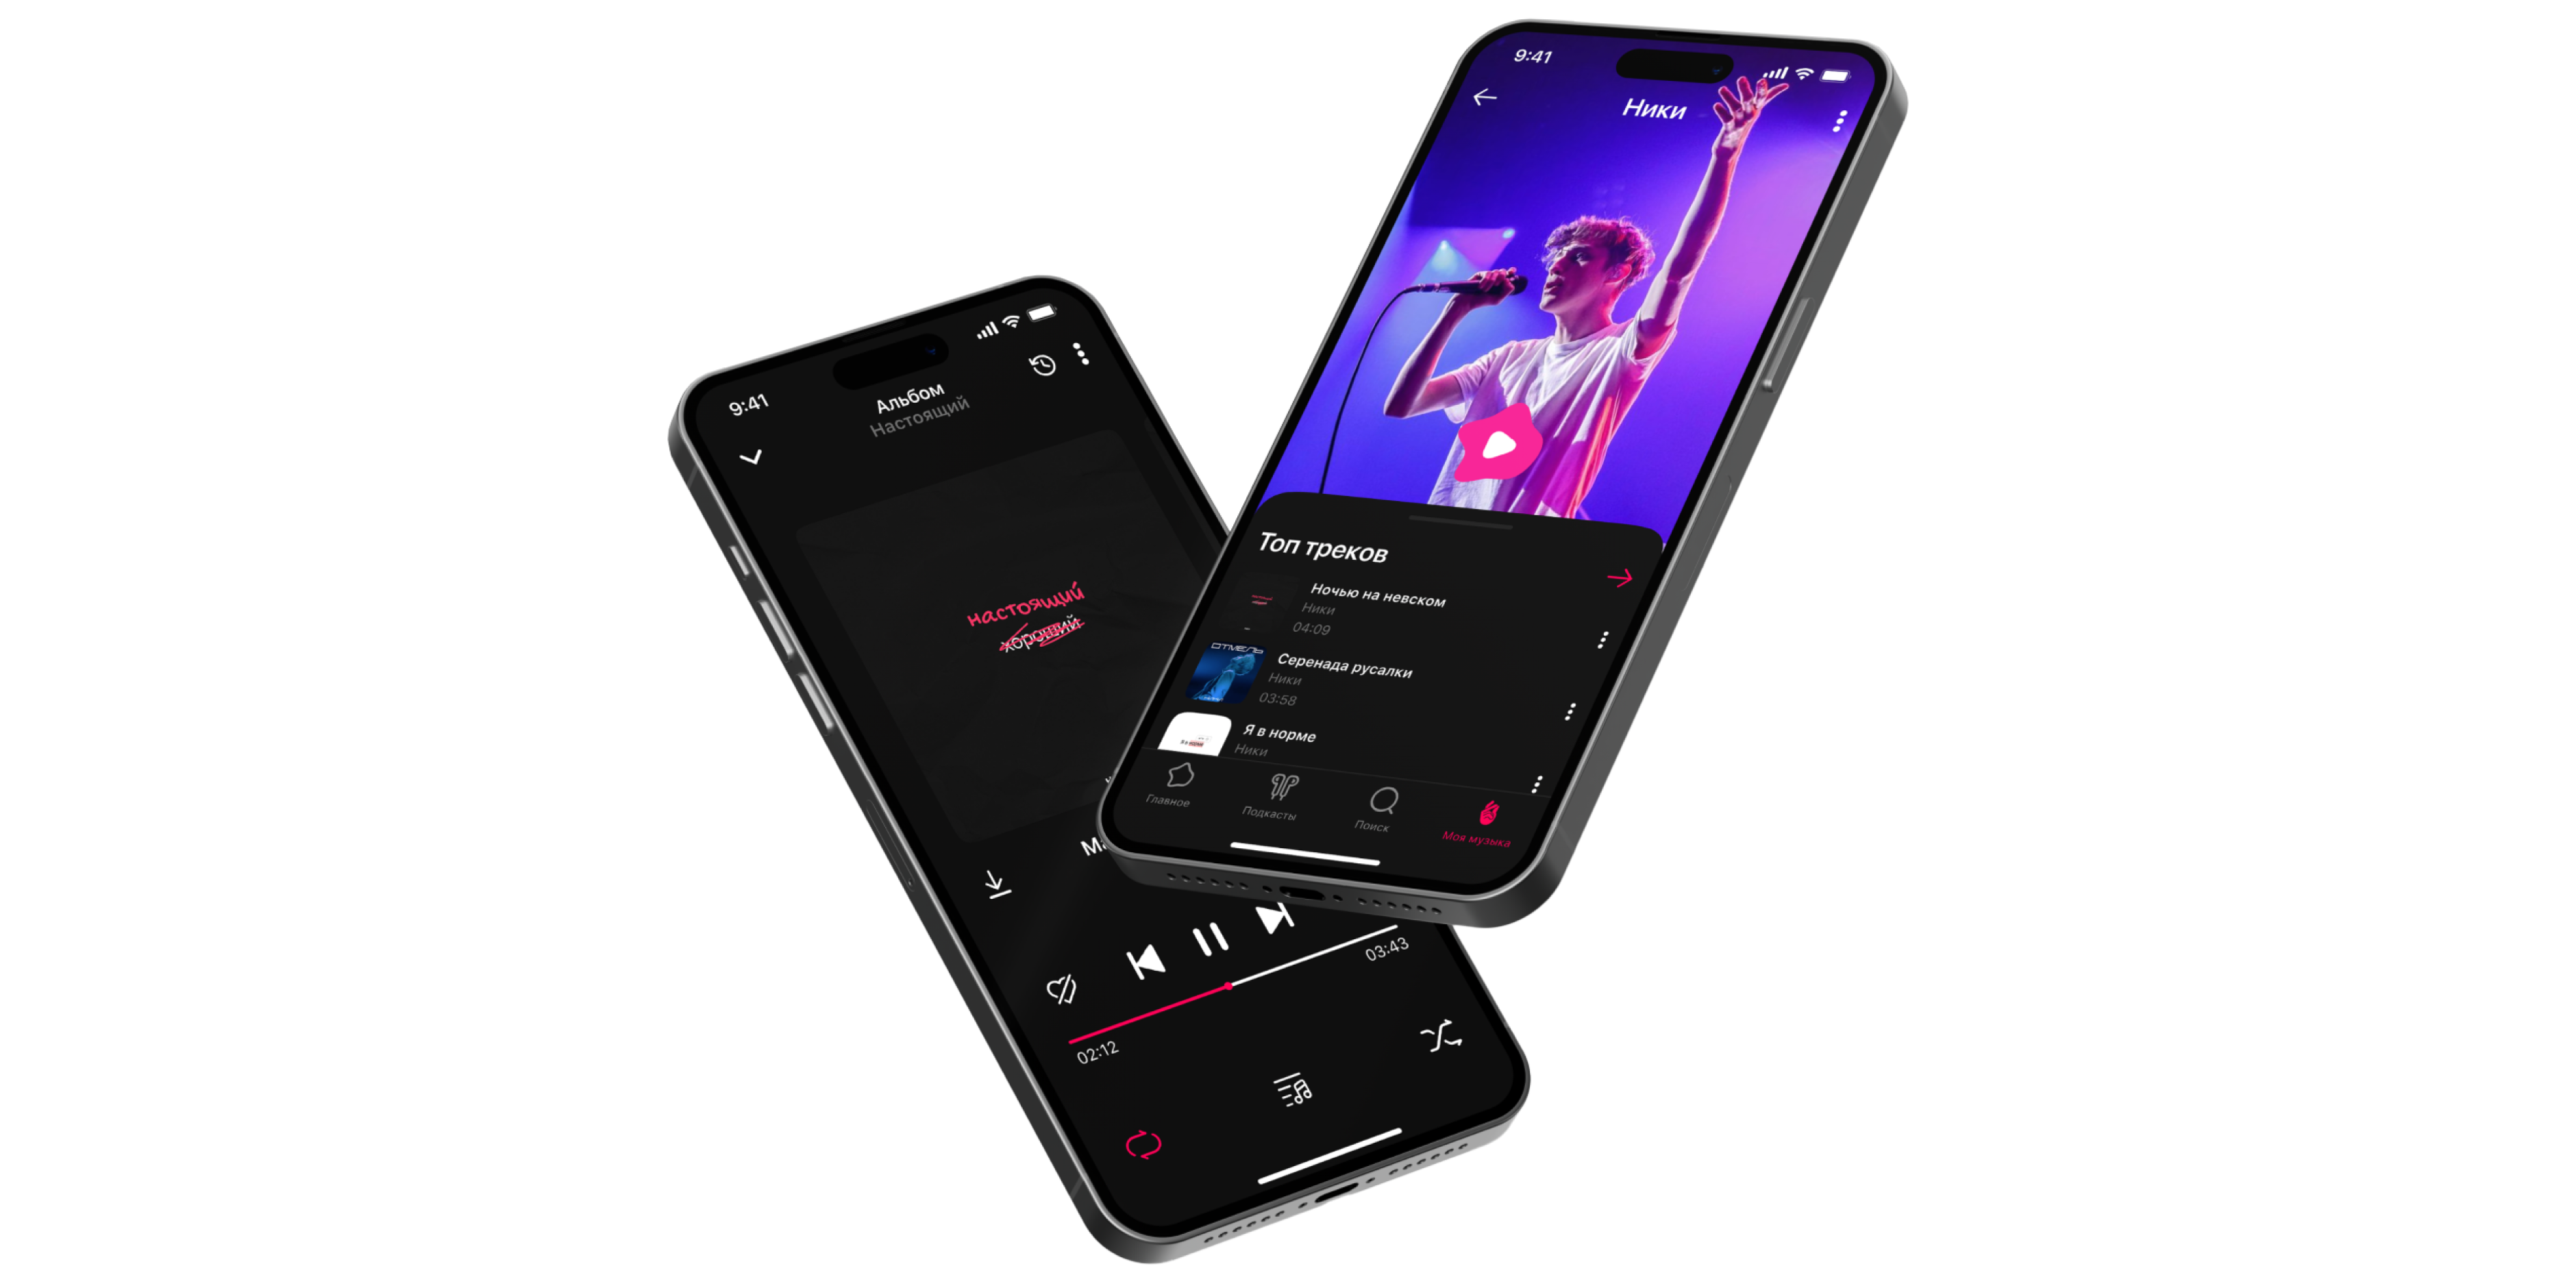 9:41
Альбом
Настоящий
настоящий
хороший
02:12
03:43
9:41
Ники
Топ треков
Ночью на невском
Ники
04:09
ОТМЕЛЬ
Серенада русалки
Ники
03:58
Я в норме
Ники
Главное
Подкасты
Поиск
Моя музыка